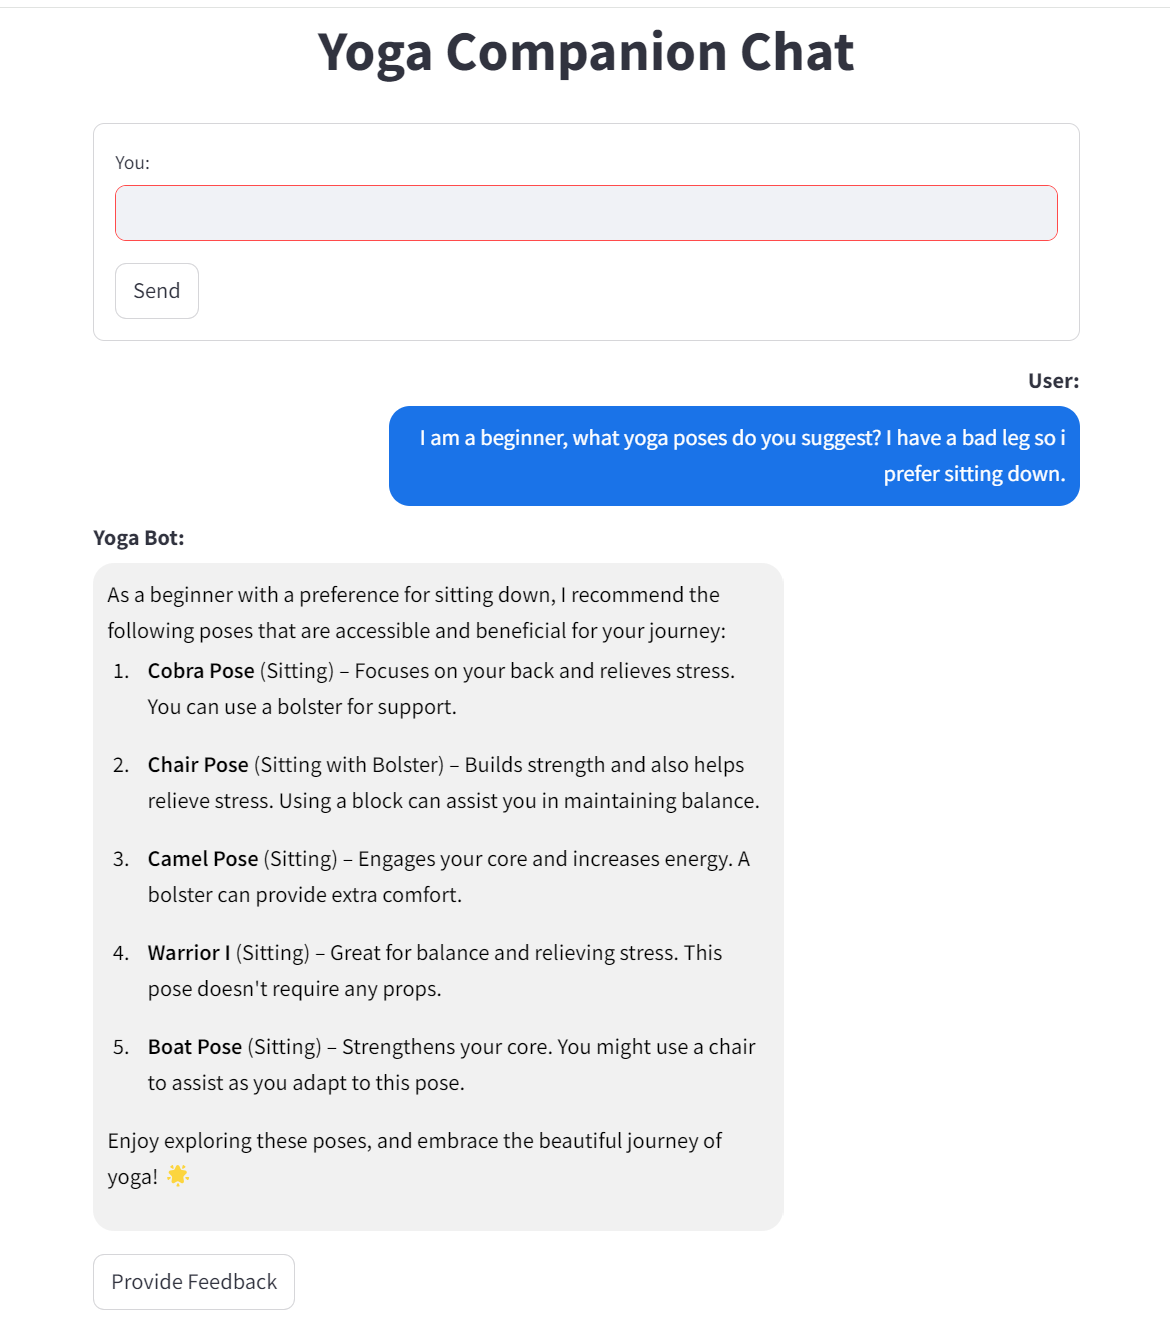 Yoga Companion Chat
You:
Send
User:
I am a beginner, what yoga poses do you suggest? I have a bad leg so i
prefer sitting down.
Yoga Bot:
As a beginner with a preference for sitting down, I recommend the
following poses that are accessible and beneficial for your journey:
1. Cobra Pose (Sitting) – Focuses on your back and relieves stress.
You can use a bolster for support.
2. Chair Pose (Sitting with Bolster) – Builds strength and also helps
relieve stress. Using a block can assist you in maintaining balance.
3. Camel Pose (Sitting) – Engages your core and increases energy. A
bolster can provide extra comfort.
4. Warrior I (Sitting) – Great for balance and relieving stress. This
pose doesn't require any props.
5. Boat Pose (Sitting) – Strengthens your core. You might use a chair
to assist as you adapt to this pose.
Enjoy exploring these poses, and embrace the beautiful journey of
yoga! 🌟
Provide Feedback